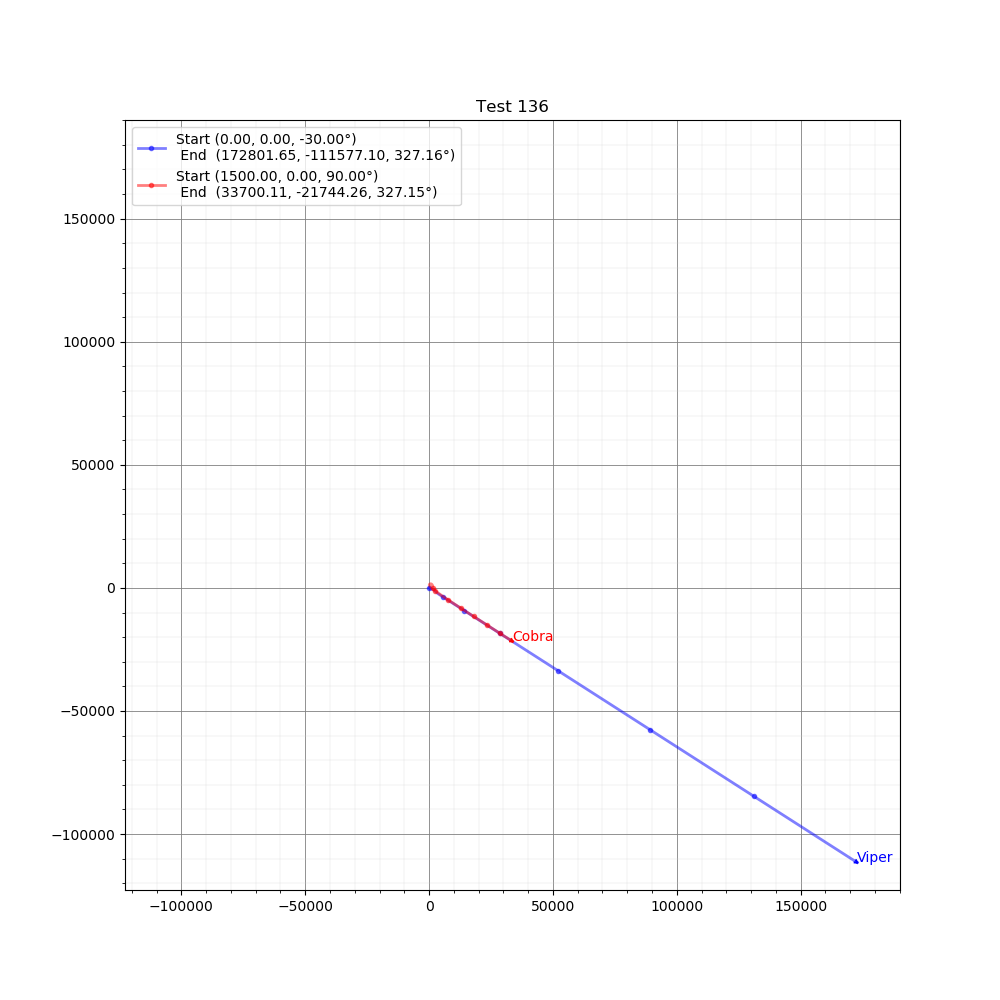 Test 136
Start (0.00, 0.00, -30.00°)
End  (172801.65, -111577.10, 327.16°)
Start (1500.00, 0.00, 90.00°)
End  (33700.11, -21744.26, 327.15°)
150000
100000
50000
0
−50000
−100000
Cobra
Viper
−100000
−50000
0
50000
100000
150000